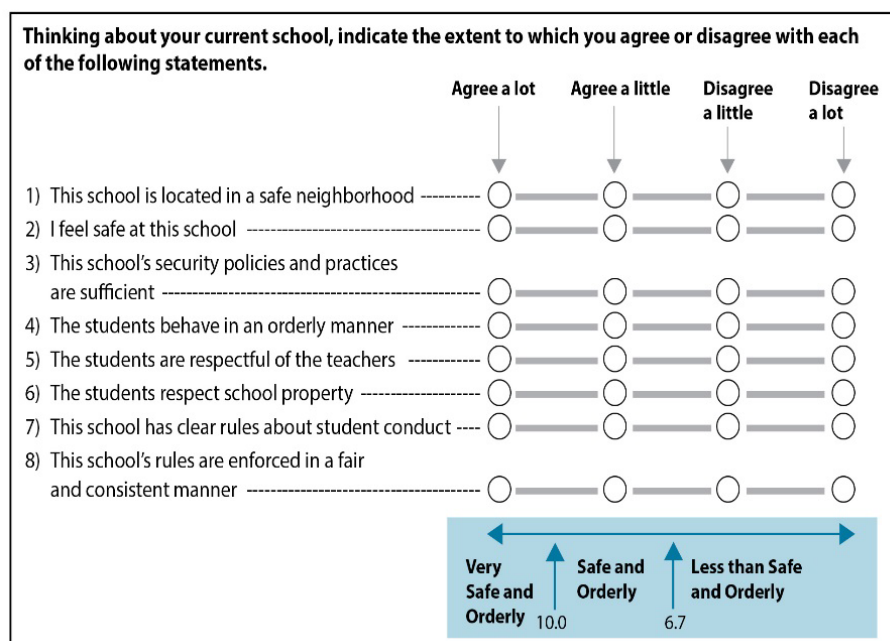 Thinking about your current school, indicate the extent to which you agree or disagree with each
of the following statements.
Agree a lot Agree a little Disagree a little Disagree a lot
1) This school is located in a safe neighborhood ----------
2) I feel safe at this school ----------------------------------------
3) This school's security policies and practices
are sufficient ------------------------------------------------------
4) The students behave in an orderly manner ---------------
5) The students are respectful of the teachers --------------
6) The students respect school property --------------------
7) This school has clear rules about student conduct ----
8) This school's rules are enforced in a fair
and consistent manner ----------------------------------------
Very Safe and Orderly 10.0 Safe and Orderly 6.7 Less than Safe and Orderly